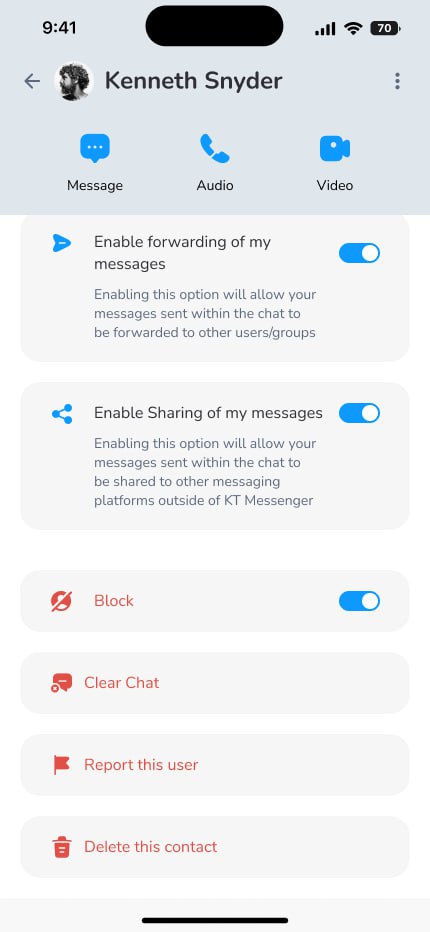 9:41
70
Kenneth Snyder
Message
Audio
Video
Enable forwarding of my
messages
Enabling this option will allow your
messages sent within the chat to
be forwarded to other users/groups
Enable Sharing of my messages
Enabling this option will allow your
messages sent within the chat to
be shared to other messaging
platforms outside of KT Messenger
Block
Clear Chat
Report this user
Delete this contact